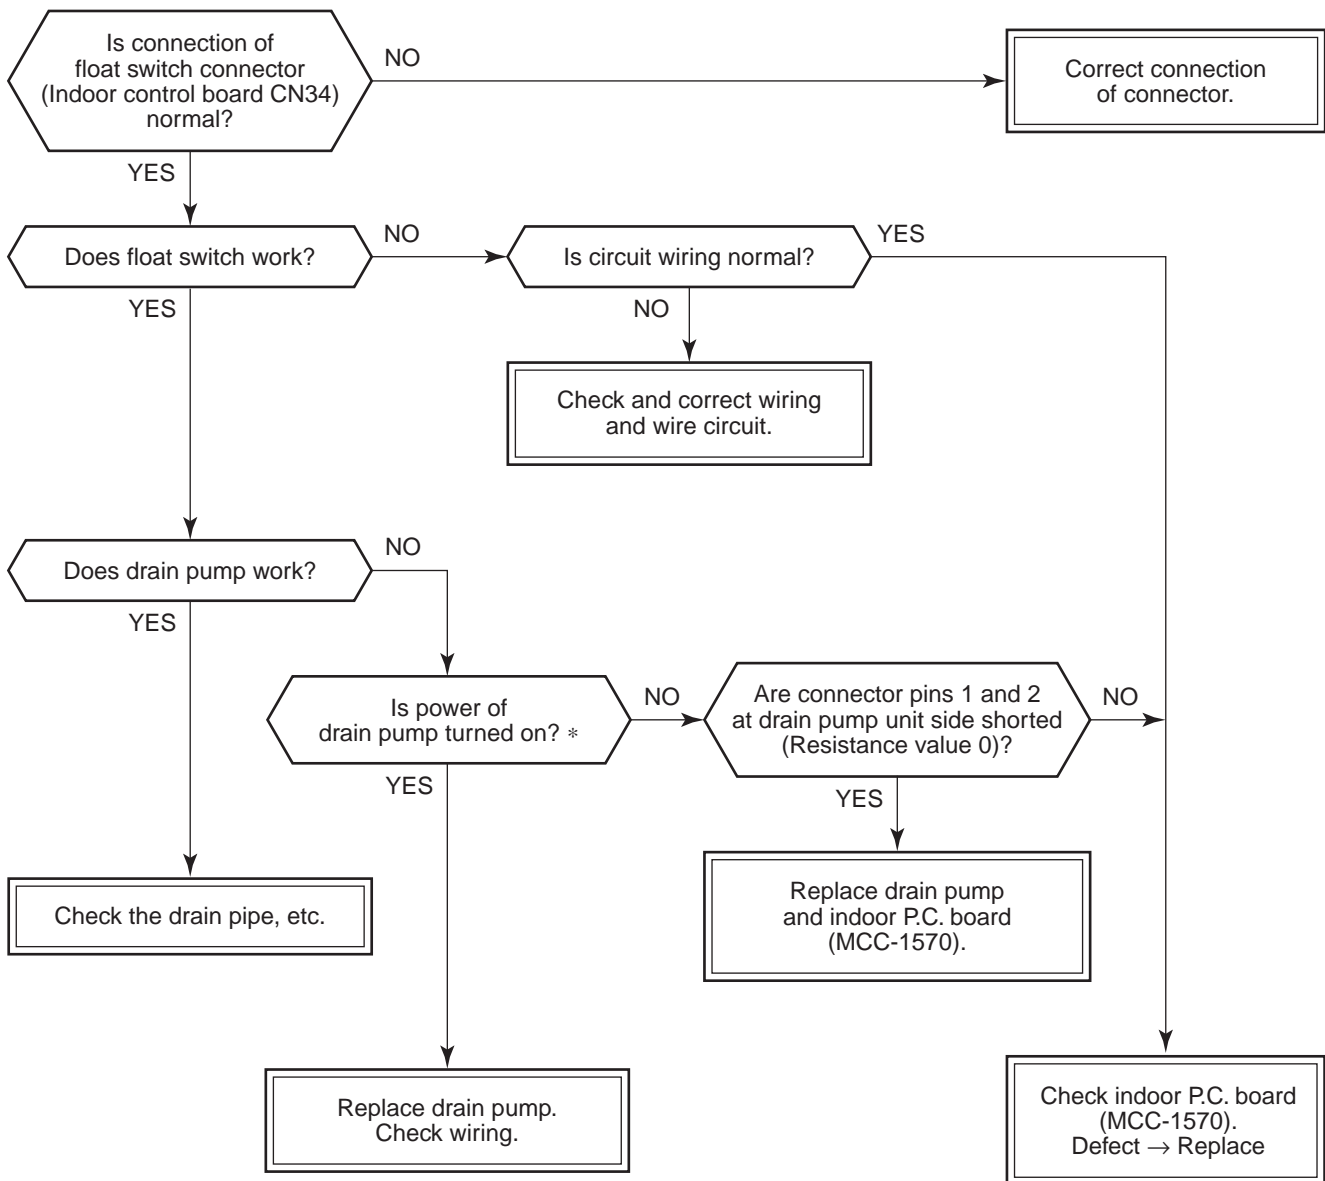 Is connection of
float switch connector
(Indoor control board CN34)
normal?
NO
Correct connection
of connector.
YES
Does float switch work?
NO
Is circuit wiring normal?
YES
YES
NO
Check and correct wiring
and wire circuit.
Does drain pump work?
NO
YES
Is power of
drain pump turned on? *
NO
Are connector pins 1 and 2
at drain pump unit side shorted
(Resistance value 0)?
NO
YES
YES
Check the drain pipe, etc.
Replace drain pump
and indoor P.C. board
(MCC-1570).
Replace drain pump.
Check wiring.
Check indoor P.C. board
(MCC-1570).
Defect → Replace